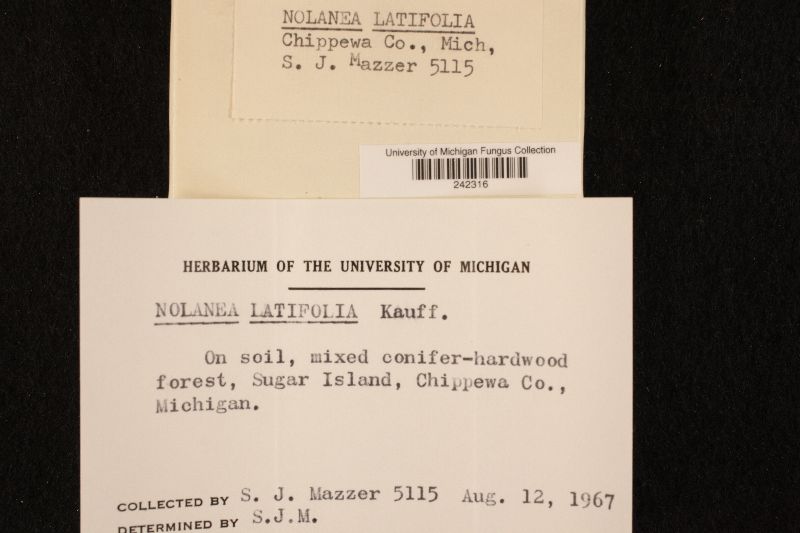 NOLANEA LATIFOLIA
Chippewa Co., Mich,
S. J. Mazzer 5115
University of Michigan Fungus Collection
242316
HERBARIUM OF THE UNIVERSITY OF MICHIGAN
NOLANEA LATIFOLIA Kauff.
On soil, mixed conifer-hardwood
forest, Sugar Island, Chippewa Co.,
Michigan.
COLLECTED BY S. J. Mazzer 5115 Aug. 12, 1967
DETERMINED BY S.J.M.